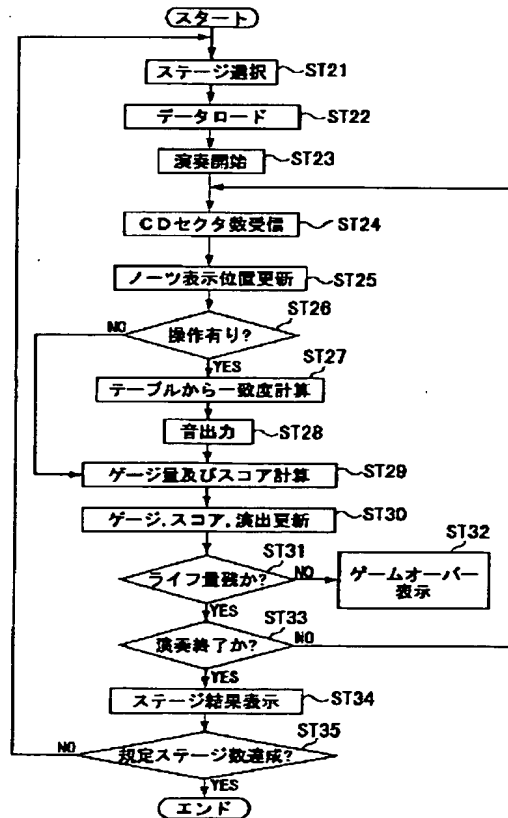 スタート
ステージ選択 ST21
データロード ST22
演奏開始 ST23
CDセクタ数受信 ST24
ノーツ表示位置更新 ST25
ST26
NO 操作有り?
YES ST27
テーブルから一致度計算
音出力 ST28
ゲージ量及びスコア計算 ST29
ゲージ,スコア,演出更新 ST30
ST31 ST32
ライフ量残か? NO ゲームオーバー
表示
YES ST33
演奏終了か? NO
YES
ステージ結果表示 ST34
ST35
NO 規定ステージ数達成?
YES
エンド